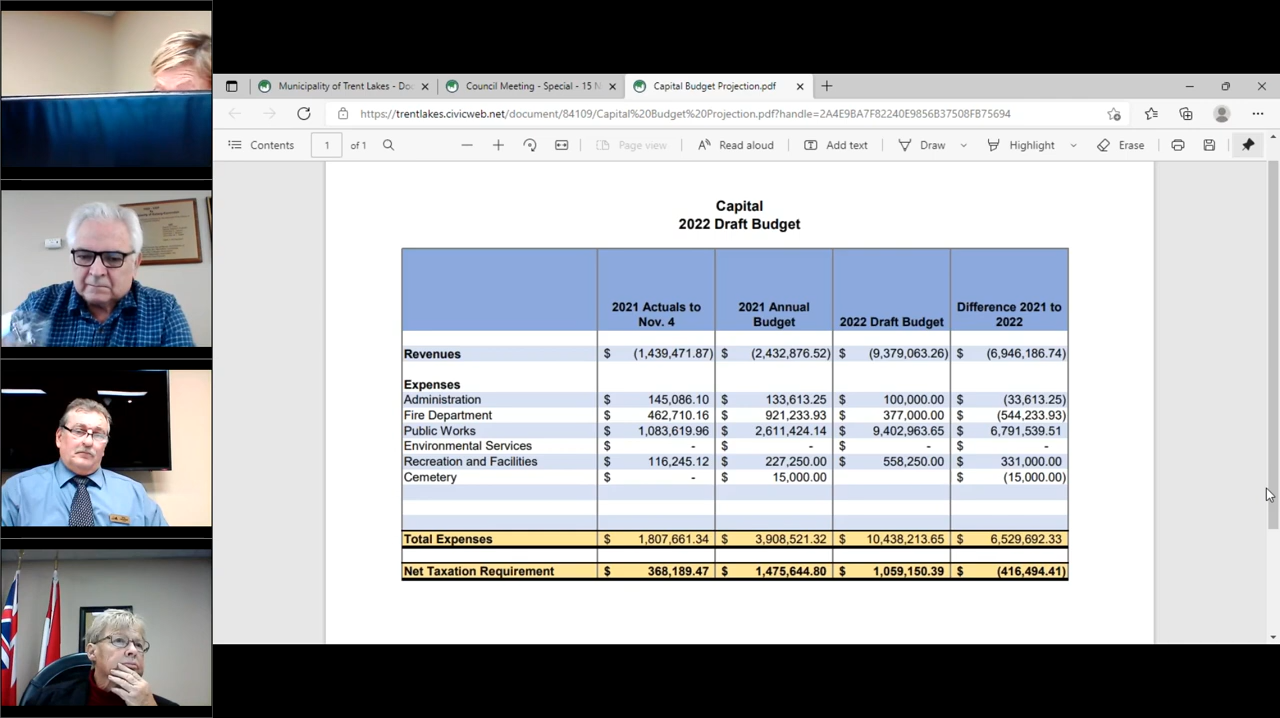 Municipality of Trent Lakes - Doc
Council Meeting - Special - 15 N
Capital Budget Projection.pdf
https://trentlakes.civicweb.net/document/84109/Capital%20Budget%20Projection.pdf?handle=2A4E9BA7F82240E9856B37508FB75694
Contents 1 of 1 Page view Read aloud Add text Draw Highlight Erase
Capital
2022 Draft Budget
2021 Actuals to Nov. 4 2021 Annual Budget 2022 Draft Budget Difference 2021 to 2022
Revenues $ (1,439,471.87) $ (2,432,876.52) $ (9,379,063.26) $ (6,946,186.74)
Expenses
Administration $ 145,086.10 $ 133,613.25 $ 100,000.00 $ (33,613.25)
Fire Department $ 462,710.16 $ 921,233.93 $ 377,000.00 $ (544,233.93)
Public Works $ 1,083,619.96 $ 2,611,424.14 $ 9,402,963.65 $ 6,791,539.51
Environmental Services $ - $ - $ - $ -
Recreation and Facilities $ 116,245.12 $ 227,250.00 $ 558,250.00 $ 331,000.00
Cemetery $ - $ 15,000.00 $ (15,000.00)
Total Expenses $ 1,807,661.34 $ 3,908,521.32 $ 10,438,213.65 $ 6,529,692.33
Net Taxation Requirement $ 368,189.47 $ 1,475,644.80 $ 1,059,150.39 $ (416,494.41)